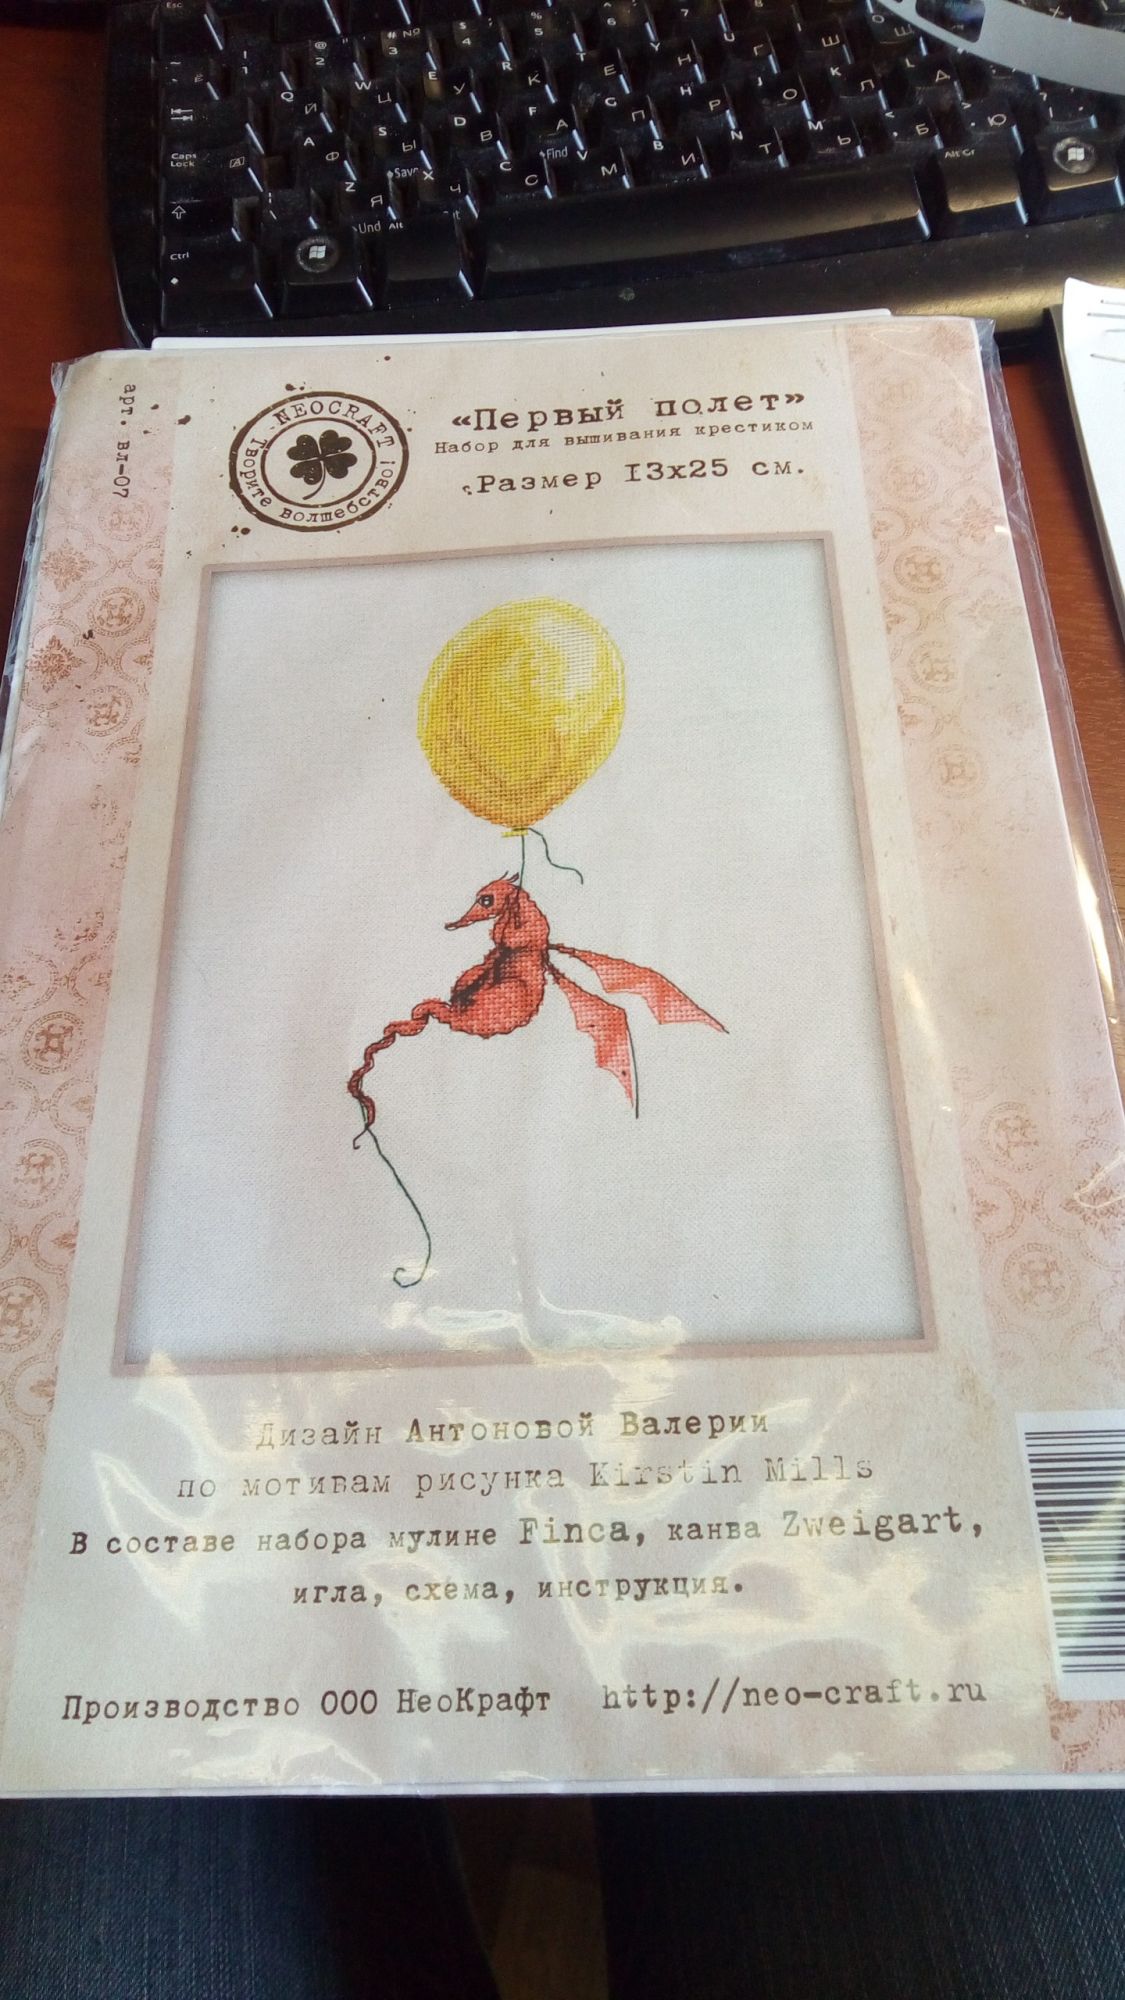 арт. вл-07
NEOCRAFT
Творите волшебство!
«Первый полет»
Набор для вышивания крестиком
Размер 13х25 см.
Дизайн Антоновой Валерии
по мотивам рисунка Kirstin Mills
В составе набора мулине Finca, канва Zweigart,
игла, схема, инструкция.
Производство ООО НеоКрафт http://neo-craft.ru